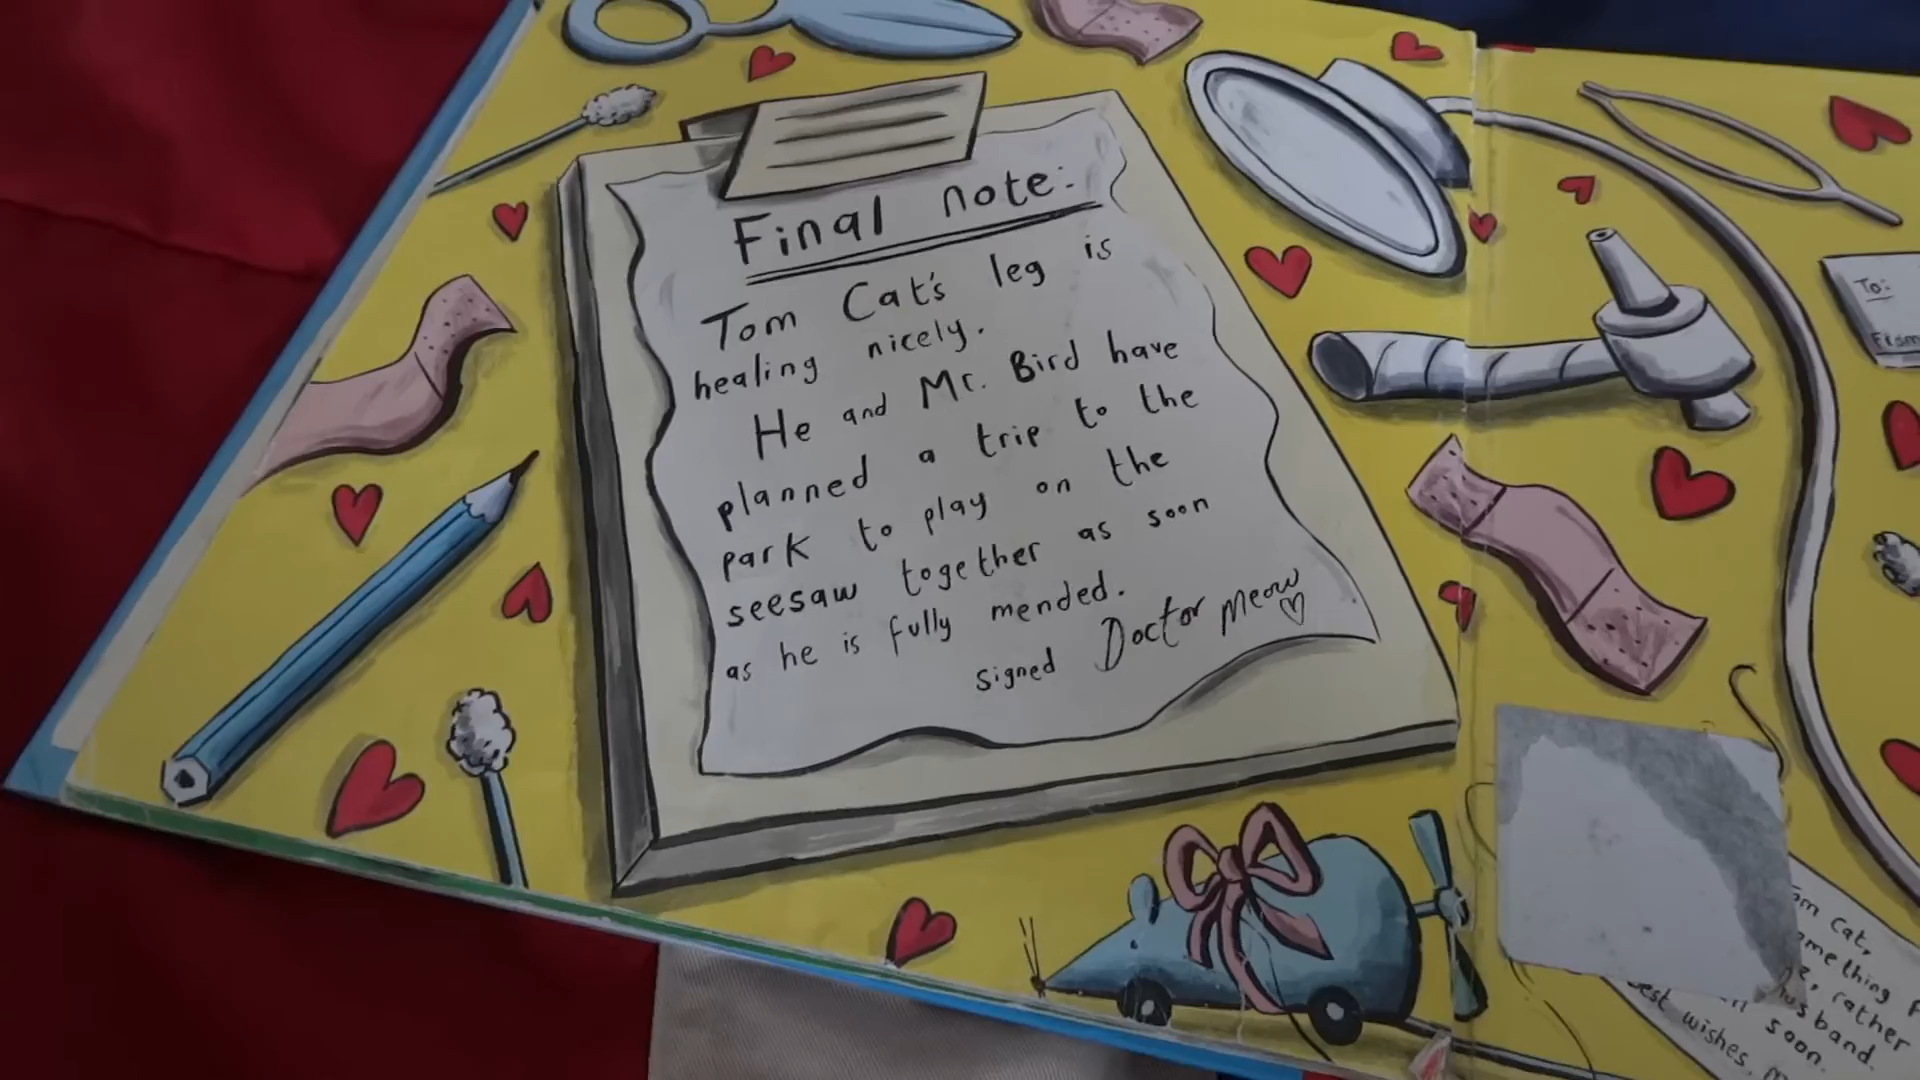 Final note:
Tom Cat's leg is
healing nicely.
He and Mr. Bird have
planned a trip to the
park to play on the
seesaw together as soon
as he is fully mended.
signed Doctor Meow
To:
From
om Cat,
omething f
rather
husband.
soon.
est wishes,